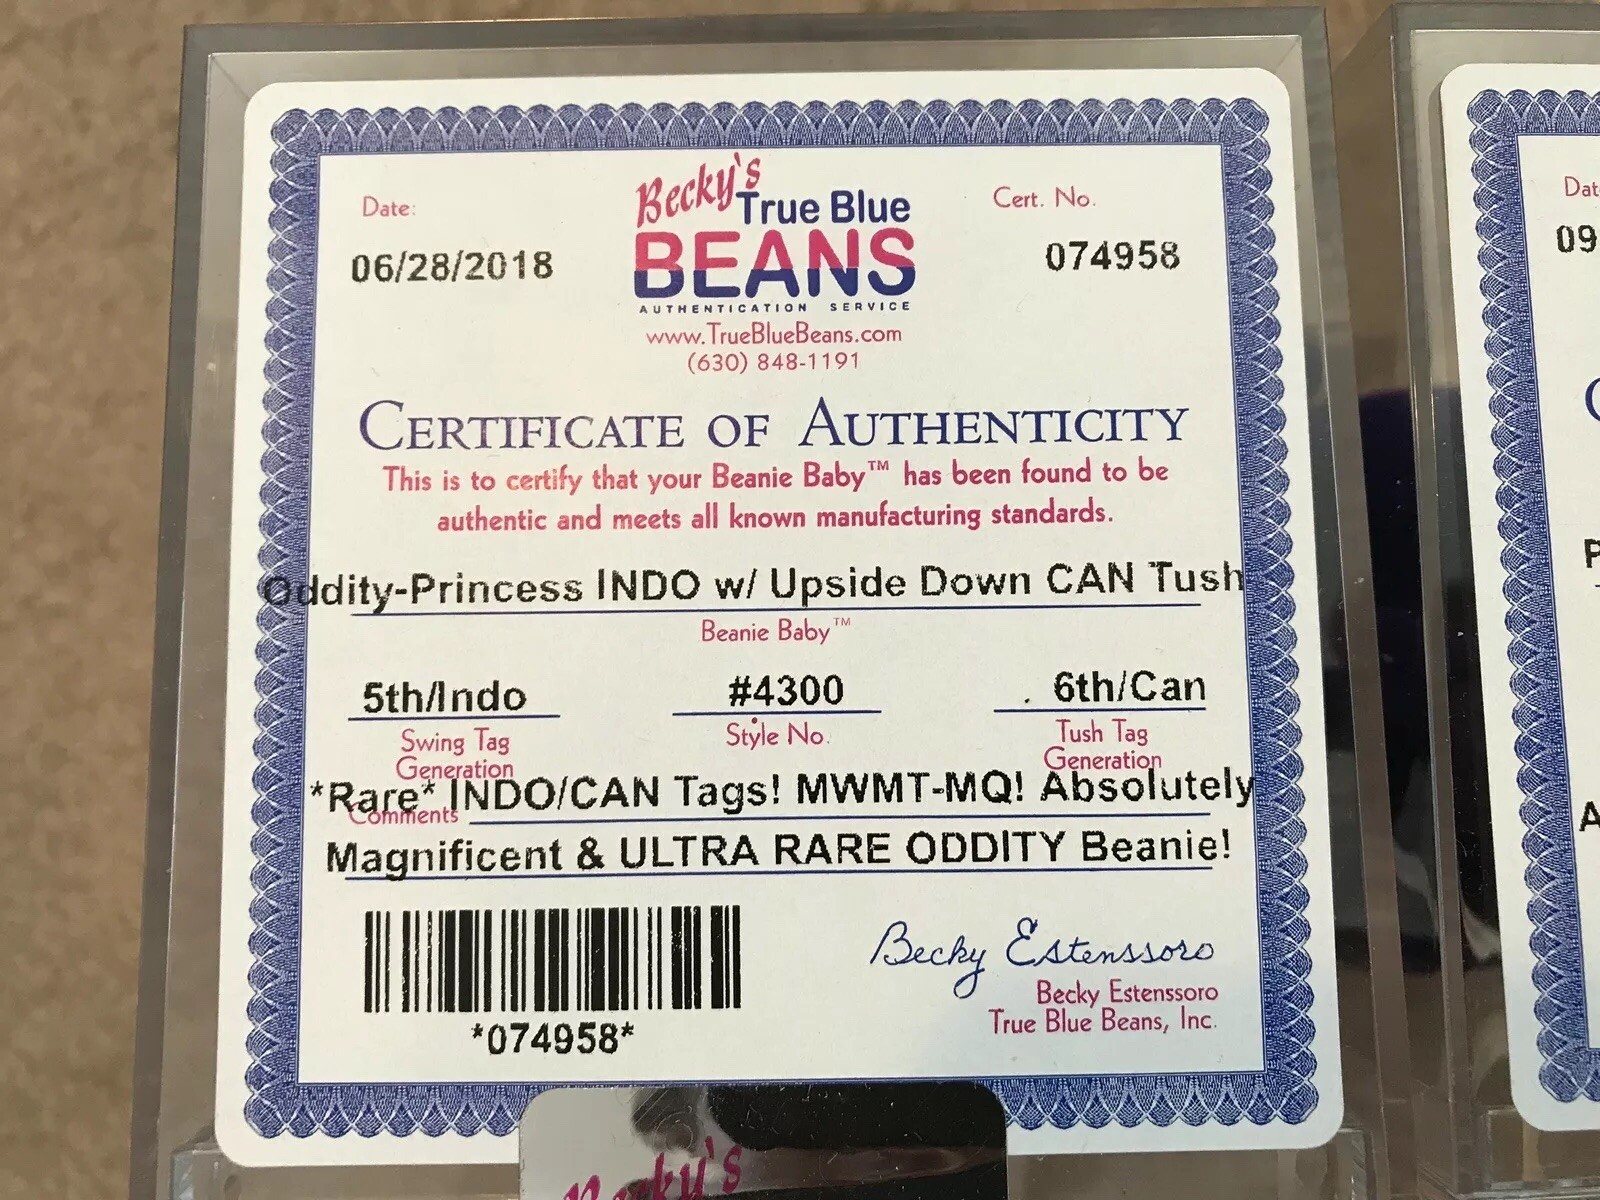 Date:
06/28/2018
Becky's
True Blue
BEANS
AUTHENTICATION SERVICE
www.TrueBlueBeans.com
(630) 848-1191
Cert. No.
074958
CERTIFICATE OF AUTHENTICITY
This is to certify that your Beanie Baby™ has been found to be
authentic and meets all known manufacturing standards.
Oddity-Princess INDO w/ Upside Down CAN Tush
Beanie Baby™
5th/Indo #4300 . 6th/Can
Swing Tag Style No. Tush Tag
Generation Generation
*Rare* INDO/CAN Tags! MWMT-MQ! Absolutely
Comments
Magnificent & ULTRA RARE ODDITY Beanie!
*074958*
Becky Estenssoro
Becky Estenssoro
True Blue Beans, Inc.
Becky's
09